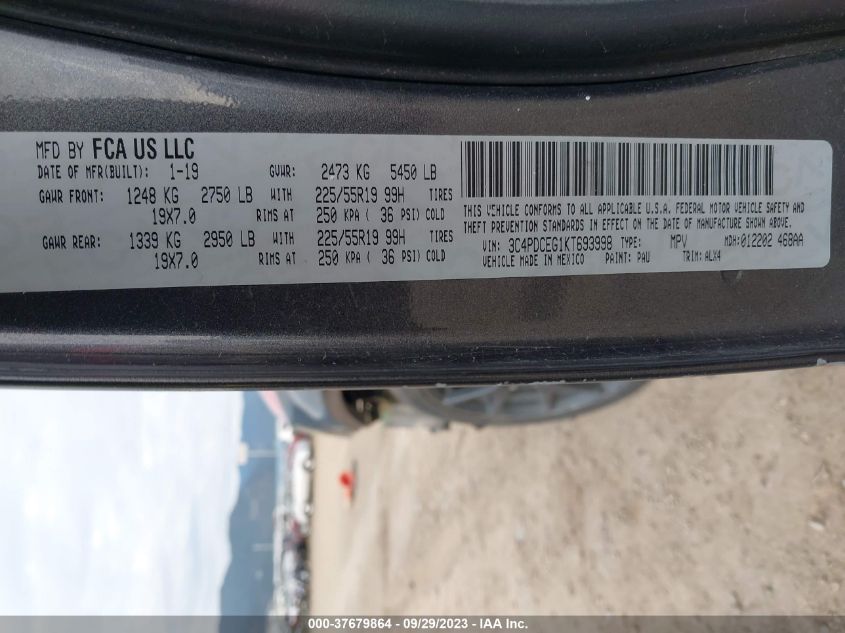 MFD BY FCA US LLC
DATE OF MFR(BUILT): 1-19 GVWR: 2473 KG 5450 LB
GAWR FRONT: 1248 KG 2750 LB WITH 225/55R19 99H TIRES
19X7.0 RIMS AT 250 KPA ( 36 PSI) COLD
GAWR REAR: 1339 KG 2950 LB WITH 225/55R19 99H TIRES
19X7.0 RIMS AT 250 KPA ( 36 PSI) COLD
THIS VEHICLE CONFORMS TO ALL APPLICABLE U.S.A. FEDERAL MOTOR VEHICLE SAFETY AND
THEFT PREVENTION STANDARDS IN EFFECT ON THE DATE OF MANUFACTURE SHOWN ABOVE.
VIN: 3C4PDCEG1KT693998 TYPE: MPV MDH:012202 468AA
VEHICLE MADE IN MEXICO PAINT: PAU TRIM: ALX4
000-37679864 - 09/29/2023 - IAA Inc.